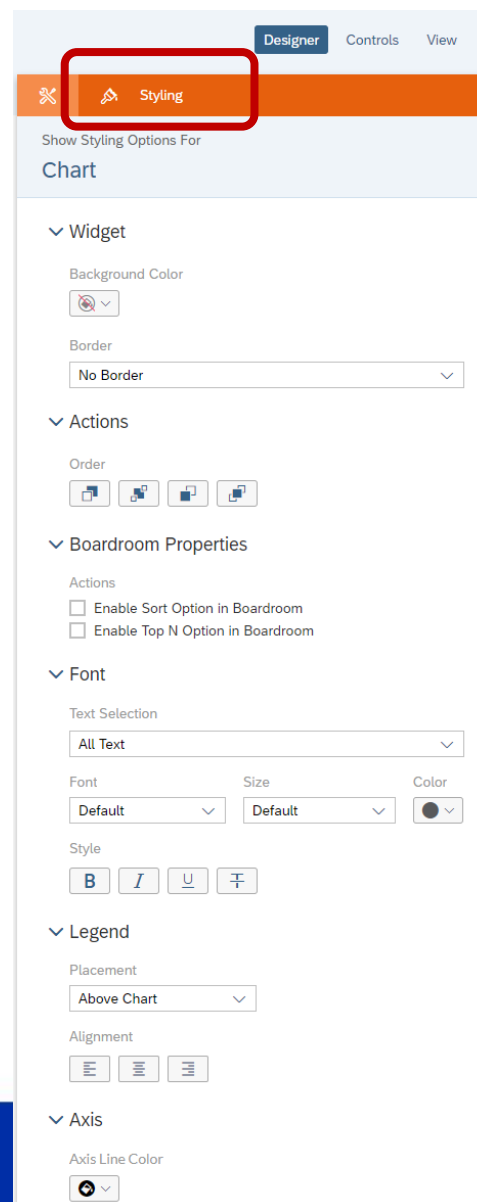 Designer Controls View
Styling
Show Styling Options For
Chart
Widget
Background Color
Border
No Border
Actions
Order
Boardroom Properties
Actions
Enable Sort Option in Boardroom
Enable Top N Option in Boardroom
Font
Text Selection
All Text
Font Size Color
Default Default
Style
B I U T
Legend
Placement
Above Chart
Alignment
Axis
Axis Line Color